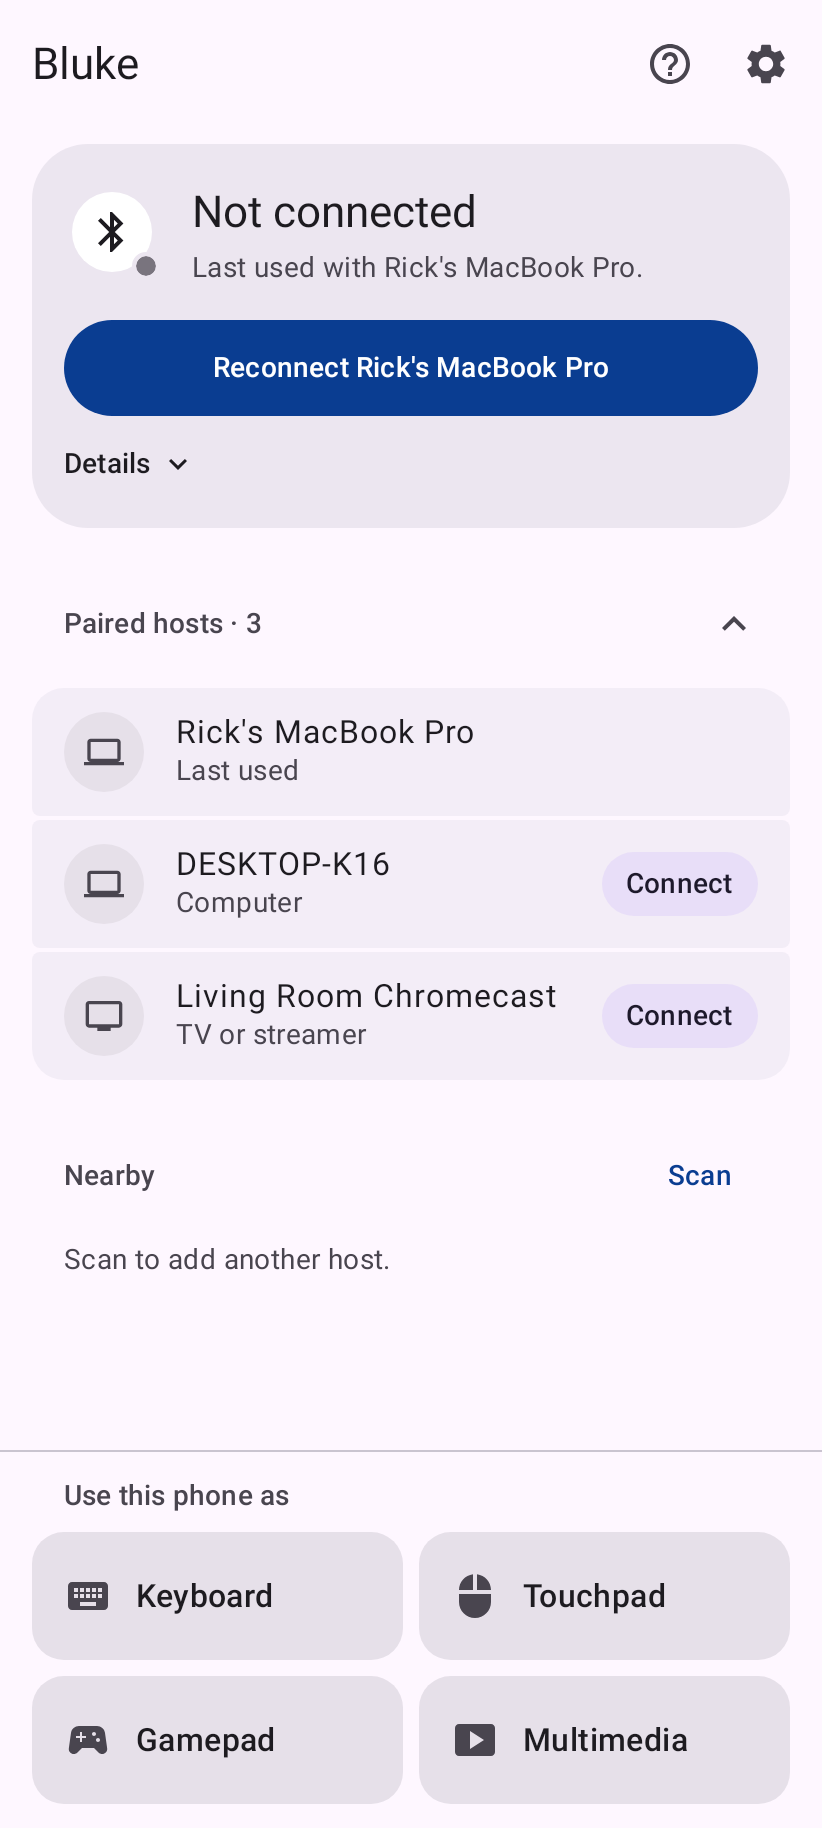 Bluke
Not connected
Last used with Rick's MacBook Pro.
Reconnect Rick's MacBook Pro
Details
Paired hosts · 3
Rick's MacBook Pro
Last used
DESKTOP-K16
Computer
Connect
Living Room Chromecast
TV or streamer
Connect
Nearby
Scan
Scan to add another host.
Use this phone as
Keyboard
Touchpad
Gamepad
Multimedia